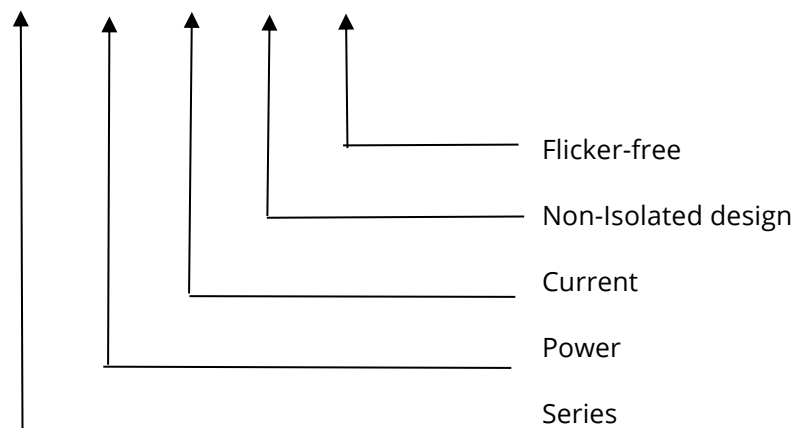 Flicker-free
Non-Isolated design
Current
Power
Series